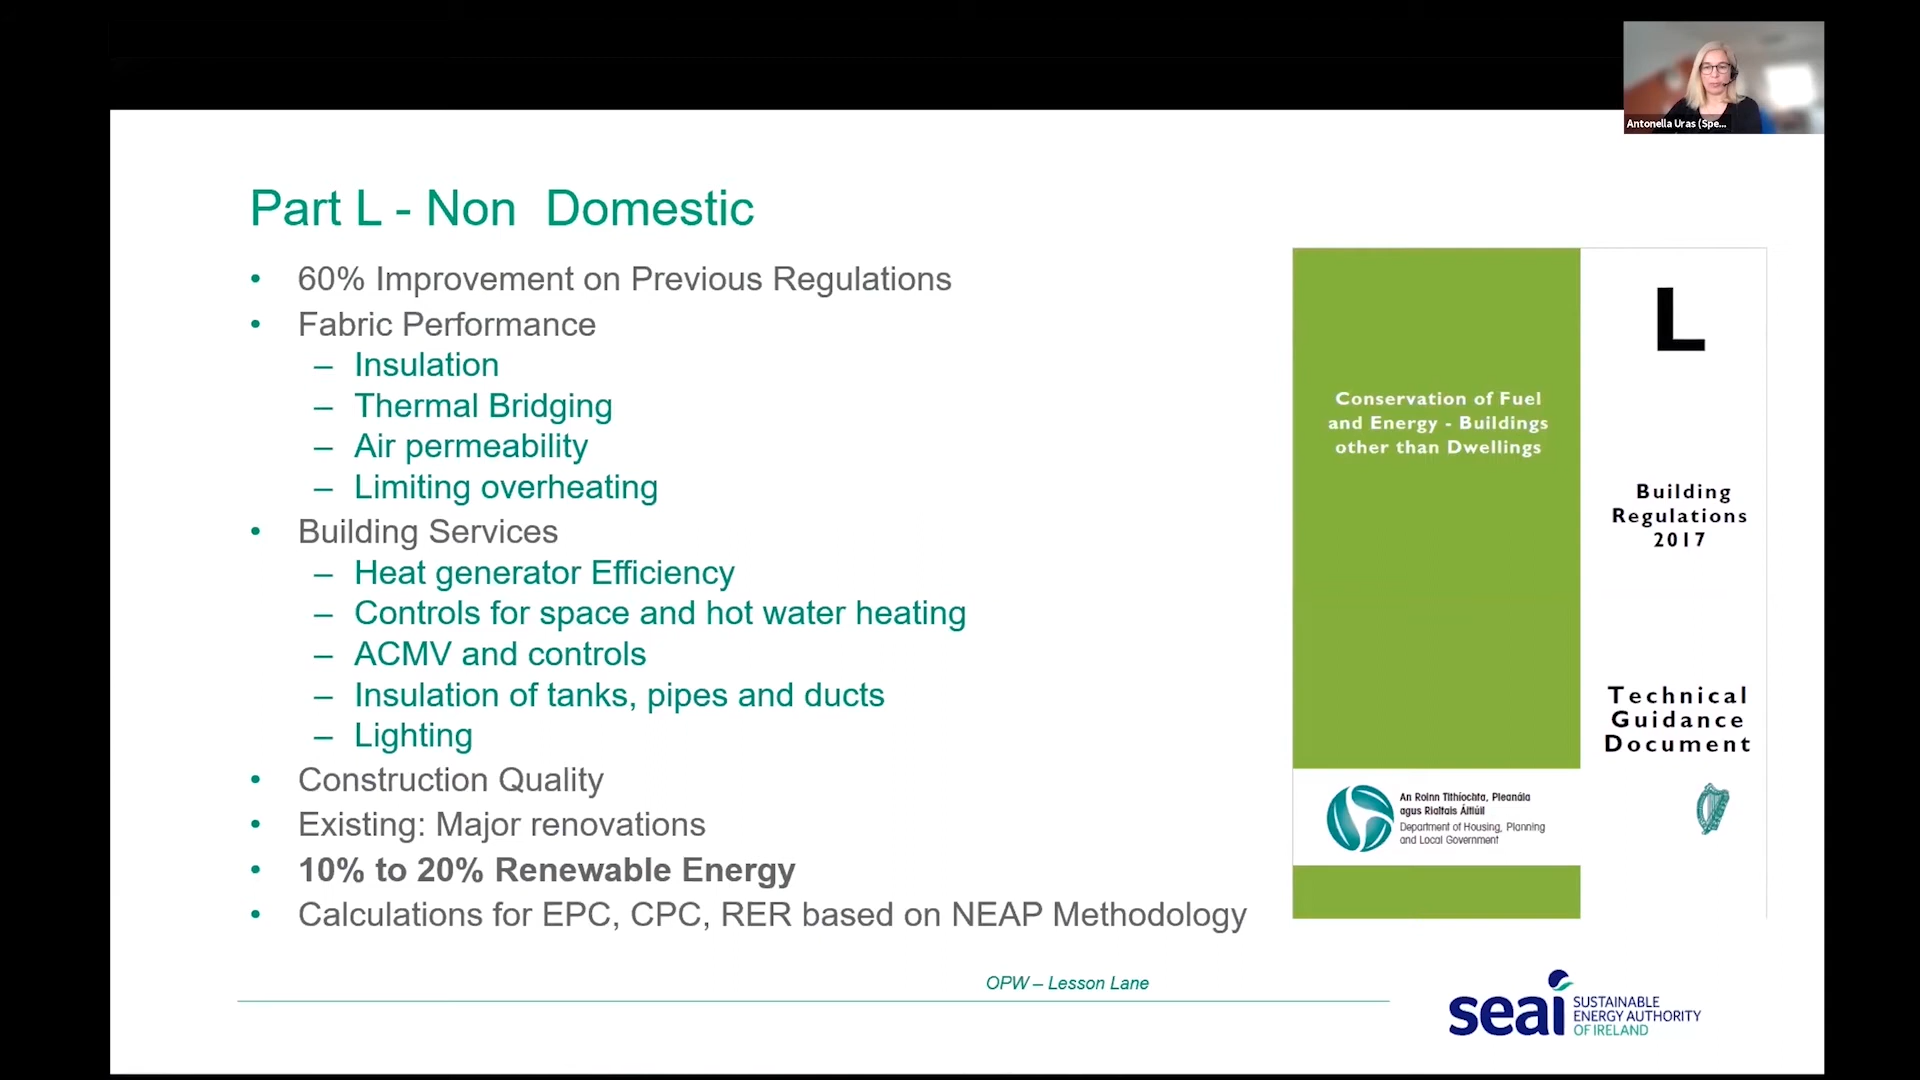 Antonella Uras (Spe...
Part L - Non Domestic
• 60% Improvement on Previous Regulations
• Fabric Performance
– Insulation
– Thermal Bridging
– Air permeability
– Limiting overheating
• Building Services
– Heat generator Efficiency
– Controls for space and hot water heating
– ACMV and controls
– Insulation of tanks, pipes and ducts
– Lighting
• Construction Quality
• Existing: Major renovations
• 10% to 20% Renewable Energy
• Calculations for EPC, CPC, RER based on NEAP Methodology
Conservation of Fuel
and Energy - Buildings
other than Dwellings
L
Building
Regulations
2017
Technical
Guidance
Document
An Roinn Tithíochta, Pleanála
agus Rialtais Áitiúil
Department of Housing, Planning
and Local Government
OPW – Lesson Lane
seai
SUSTAINABLE
ENERGY AUTHORITY
OF IRELAND